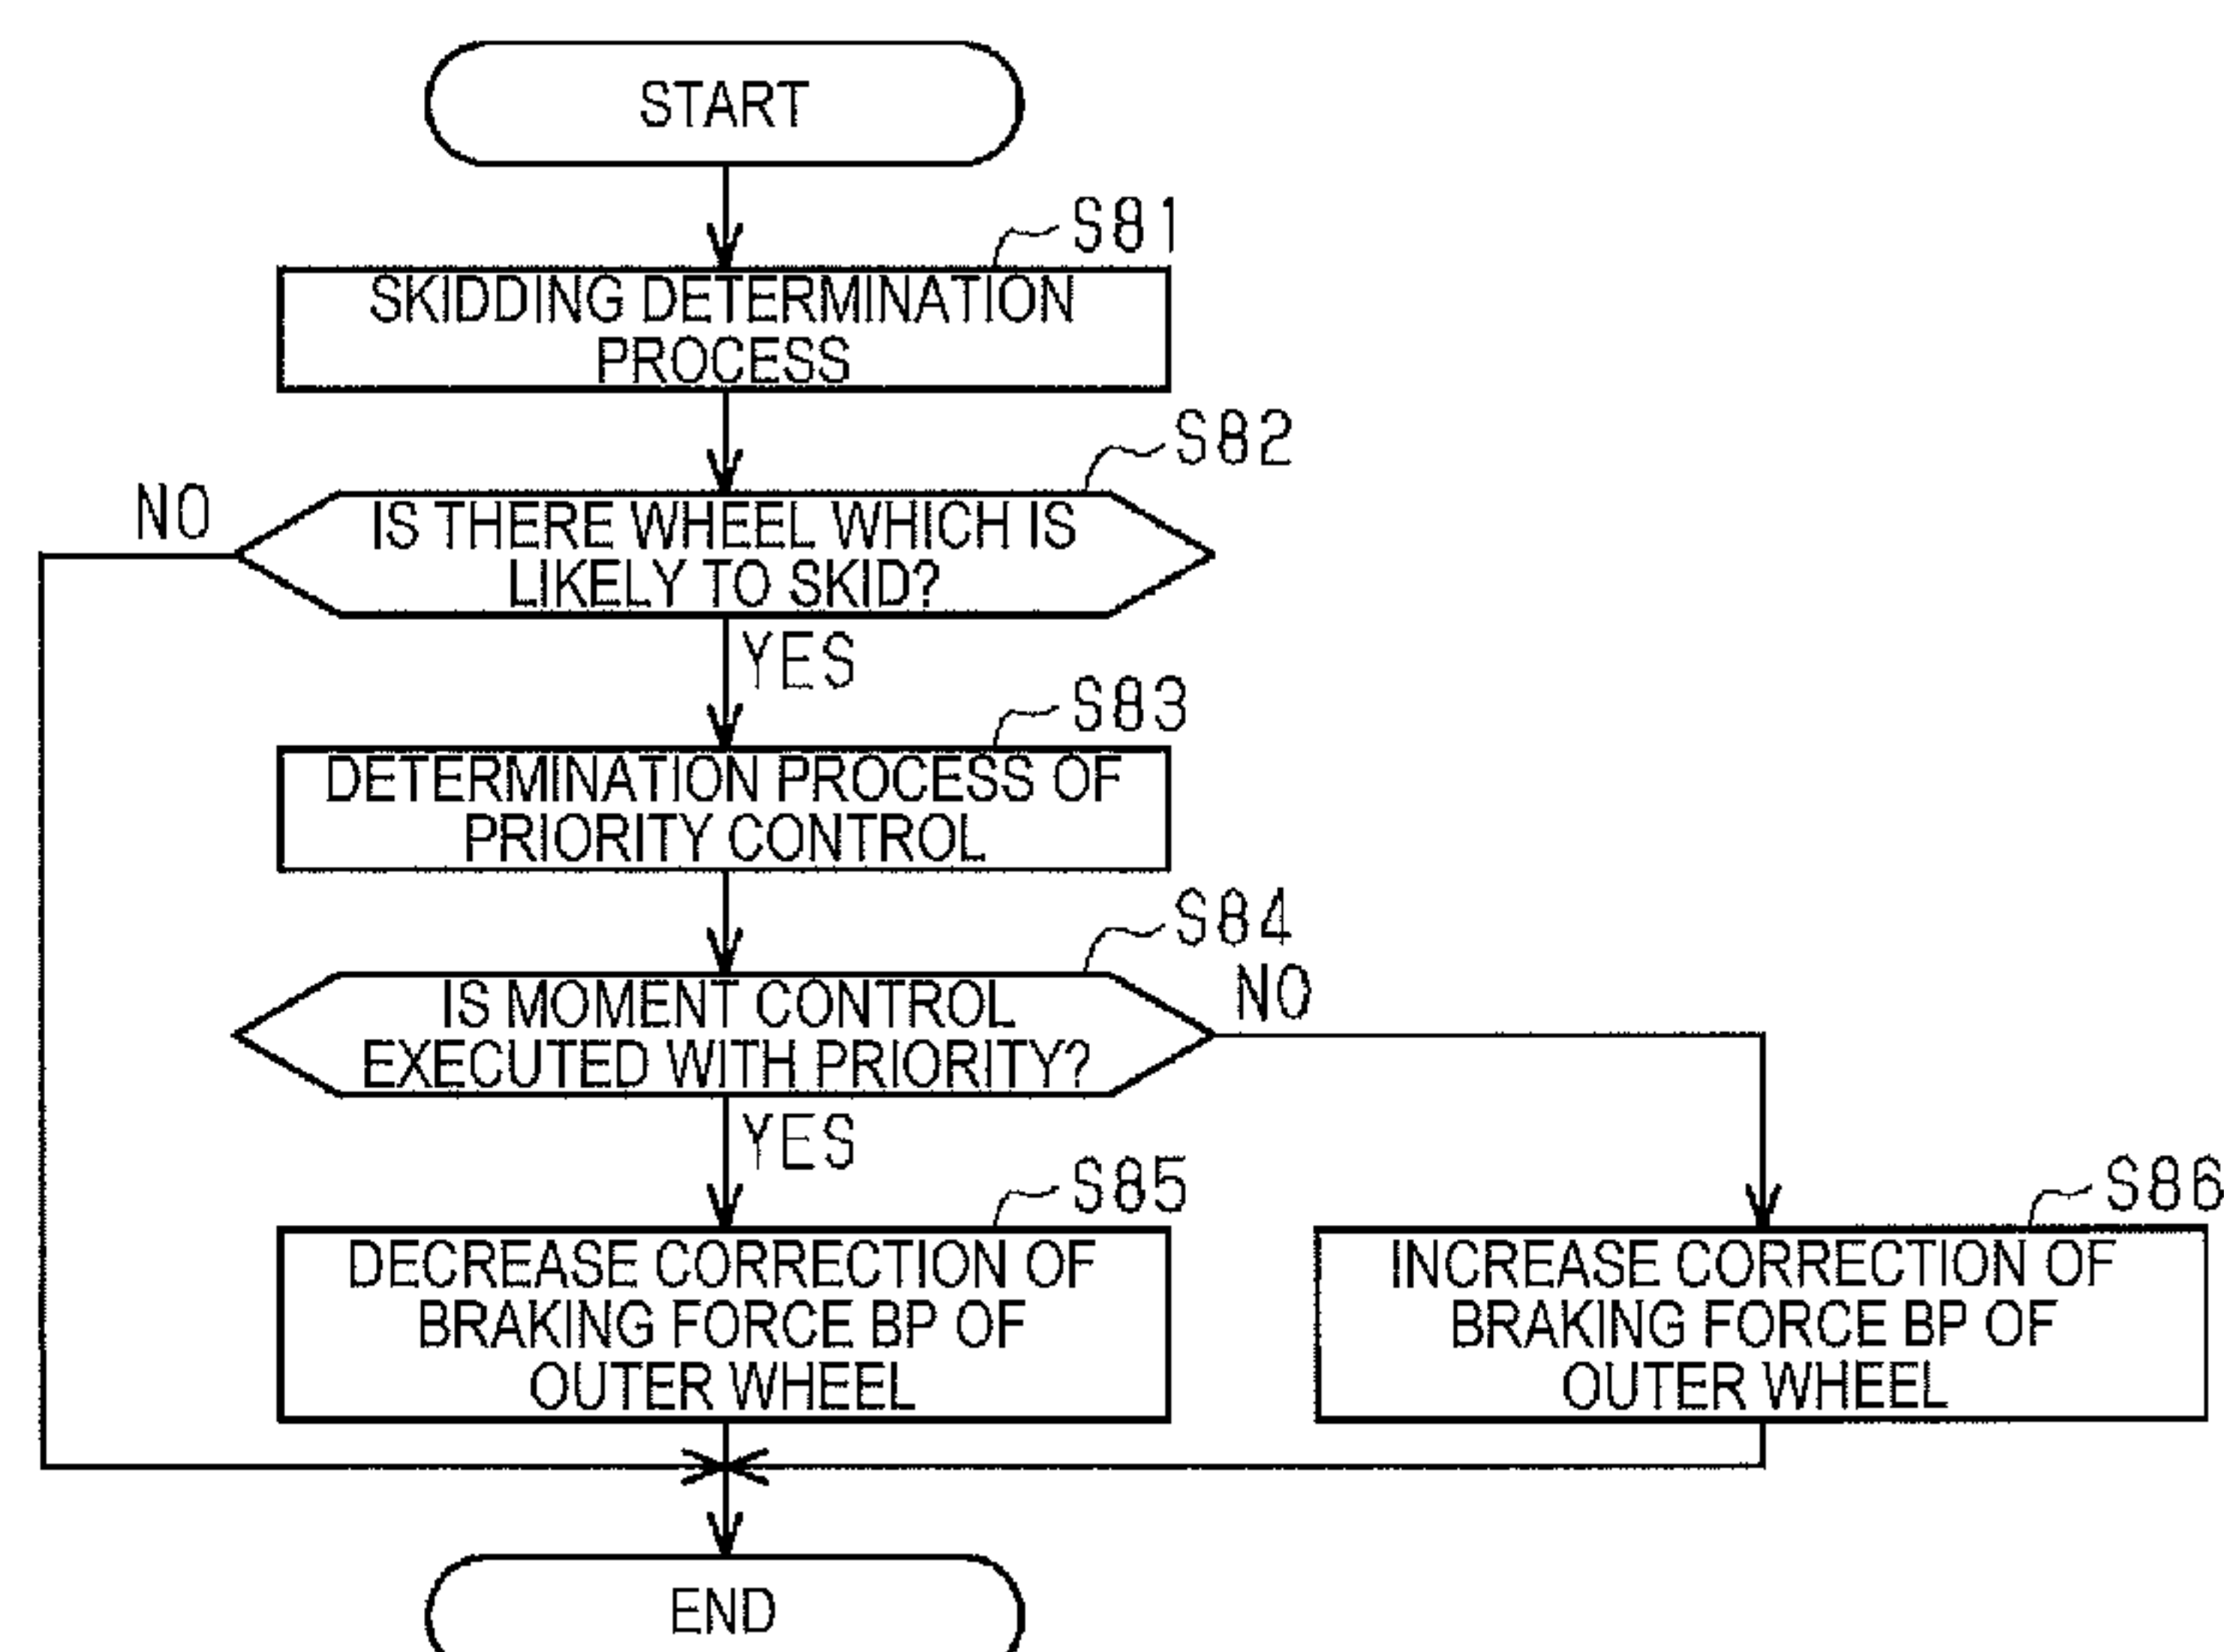 START
S81
SKIDDING DETERMINATION
PROCESS
S82
NO
IS THERE WHEEL WHICH IS
LIKELY TO SKID?
YES
S83
DETERMINATION PROCESS OF
PRIORITY CONTROL
S84
NO
IS MOMENT CONTROL
EXECUTED WITH PRIORITY?
YES
S85
DECREASE CORRECTION OF
BRAKING FORCE BP OF
OUTER WHEEL
S86
INCREASE CORRECTION OF
BRAKING FORCE BP OF
OUTER WHEEL
END